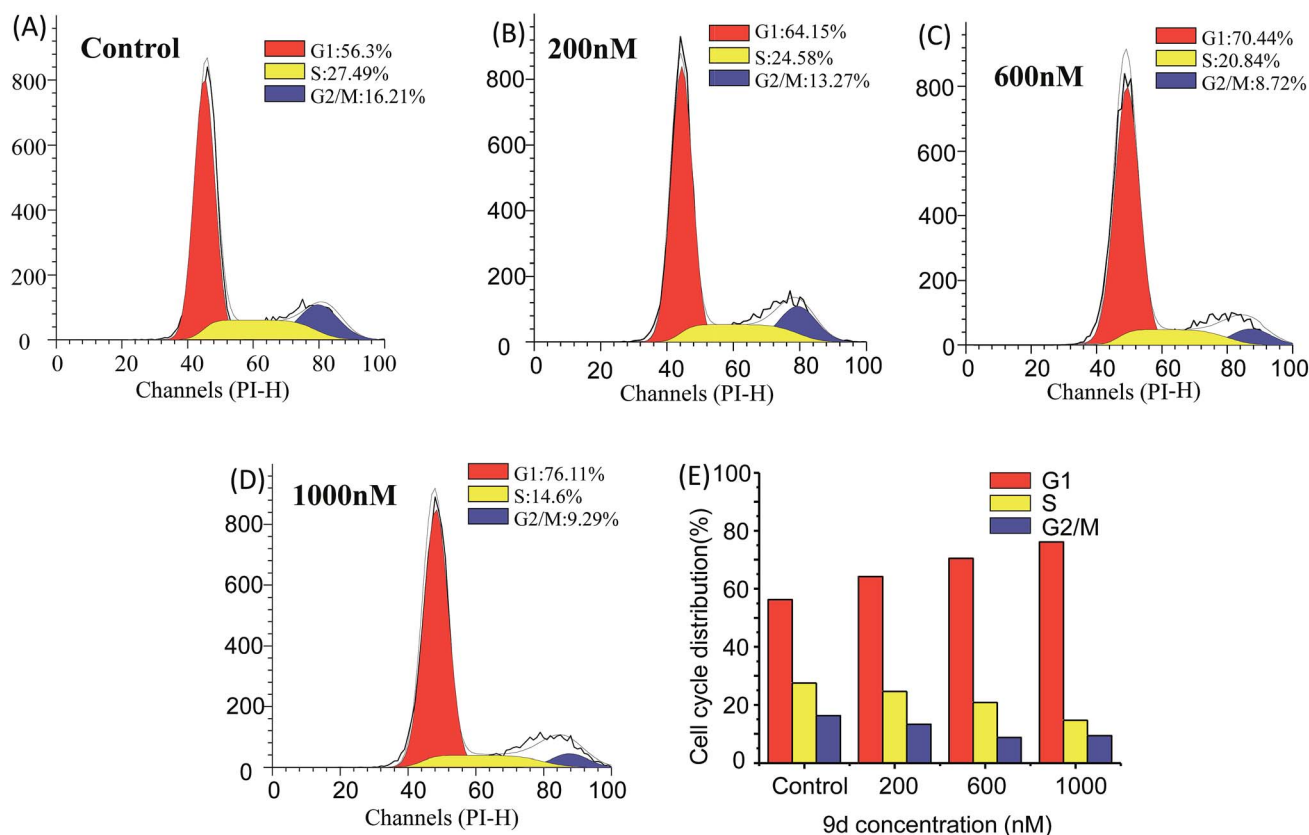 (A)
Control
G1:56.3%
S:27.49%
G2/M:16.21%
800
600
400
200
0
0 20 40 60 80 100
Channels (PI-H)
(B)
200nM
G1:64.15%
S:24.58%
G2/M:13.27%
800
600
400
200
0
0 20 40 60 80 100
Channels (PI-H)
(C)
600nM
G1:70.44%
S:20.84%
G2/M:8.72%
800
600
400
200
0
0 20 40 60 80 100
Channels (PI-H)
(D)
1000nM
G1:76.11%
S:14.6%
G2/M:9.29%
800
600
400
200
0
0 20 40 60 80 100
Channels (PI-H)
(E)
G1
S
G2/M
Cell cycle distribution(%)
100
80
60
40
20
0
Control 200 600 1000
9d concentration (nM)